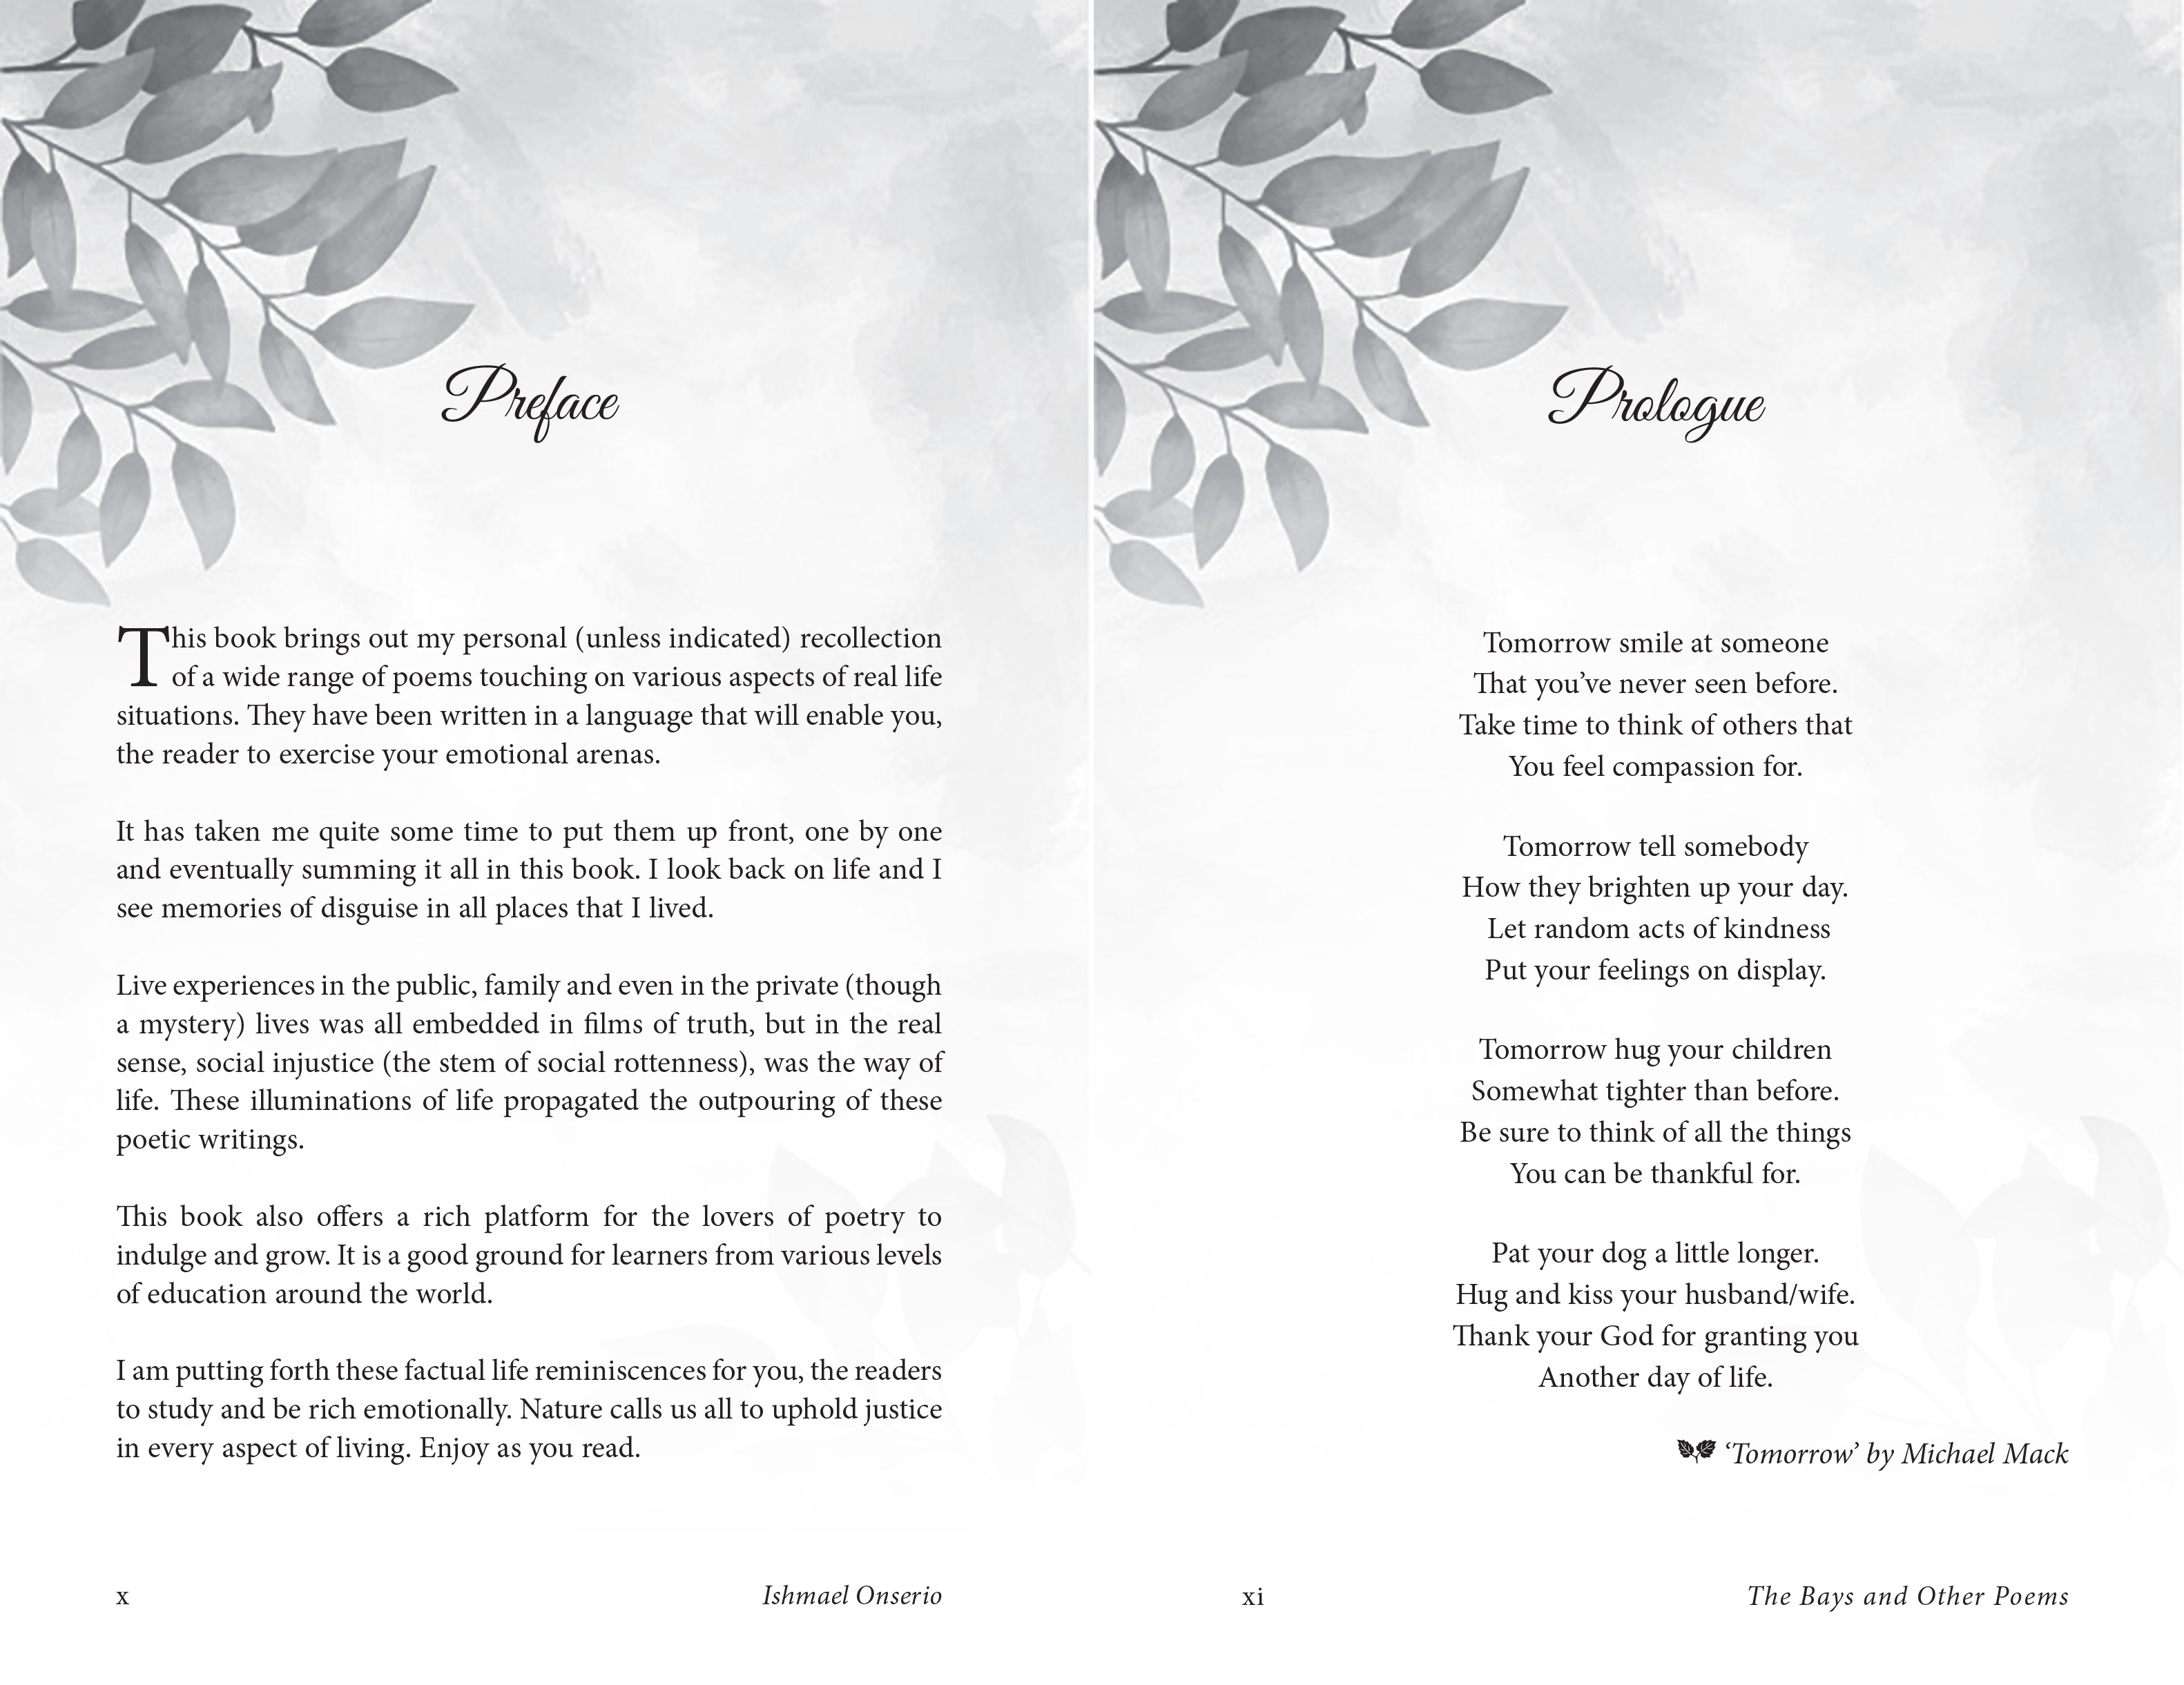 Preface
This book brings out my personal (unless indicated) recollection
of a wide range of poems touching on various aspects of real life
situations. They have been written in a language that will enable you,
the reader to exercise your emotional arenas.
It has taken me quite some time to put them up front, one by one
and eventually summing it all in this book. I look back on life and I
see memories of disguise in all places that I lived.
Live experiences in the public, family and even in the private (though
a mystery) lives was all embedded in films of truth, but in the real
sense, social injustice (the stem of social rottenness), was the way of
life. These illuminations of life propagated the outpouring of these
poetic writings.
This book also offers a rich platform for the lovers of poetry to
indulge and grow. It is a good ground for learners from various levels
of education around the world.
I am putting forth these factual life reminiscences for you, the readers
to study and be rich emotionally. Nature calls us all to uphold justice
in every aspect of living. Enjoy as you read.
x Ishmael Onserio
Prologue
Tomorrow smile at someone
That you’ve never seen before.
Take time to think of others that
You feel compassion for.
Tomorrow tell somebody
How they brighten up your day.
Let random acts of kindness
Put your feelings on display.
Tomorrow hug your children
Somewhat tighter than before.
Be sure to think of all the things
You can be thankful for.
Pat your dog a little longer.
Hug and kiss your husband/wife.
Thank your God for granting you
Another day of life.
‘Tomorrow’ by Michael Mack
xi The Bays and Other Poems